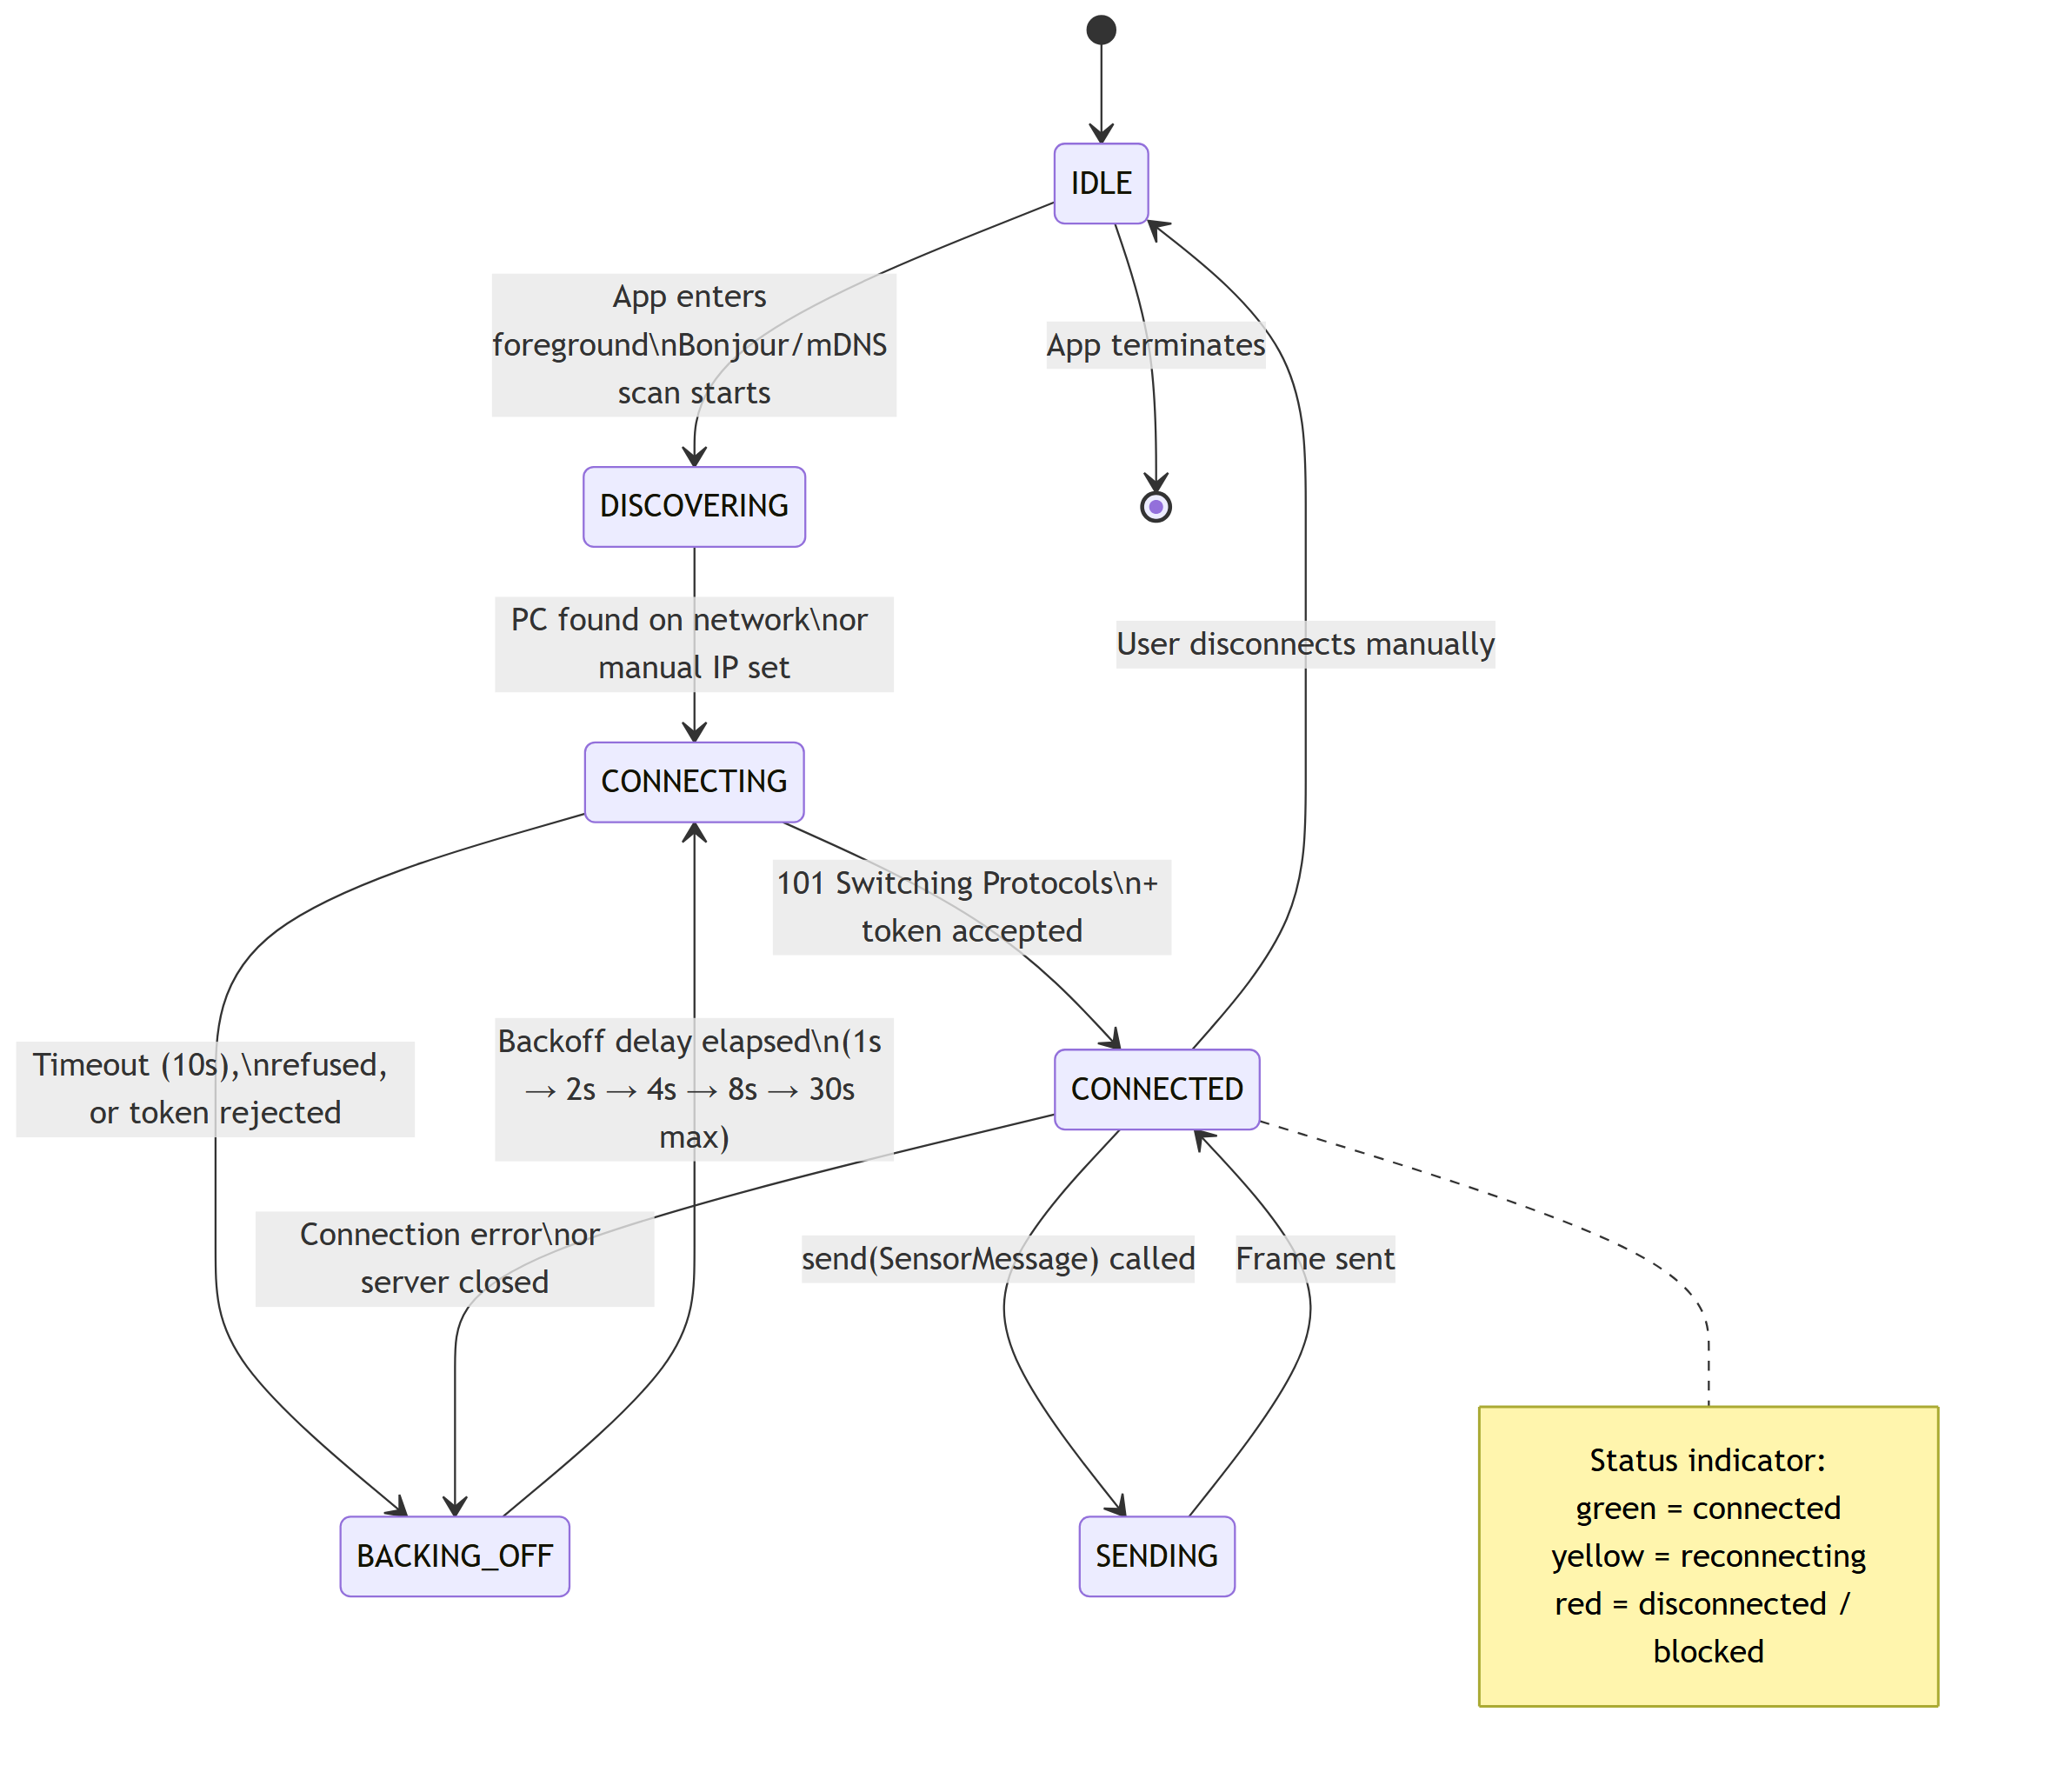 IDLE
App enters
foreground\nBonjour/mDNS
scan starts
App terminates
DISCOVERING
PC found on network\nor
manual IP set
User disconnects manually
CONNECTING
101 Switching Protocols\n+
token accepted
Timeout (10s),\nrefused,
or token rejected
Backoff delay elapsed\n(1s
→ 2s → 4s → 8s → 30s
max)
CONNECTED
Connection error\nor
server closed
send(SensorMessage) called
Frame sent
BACKING_OFF
SENDING
Status indicator:
green = connected
yellow = reconnecting
red = disconnected /
blocked